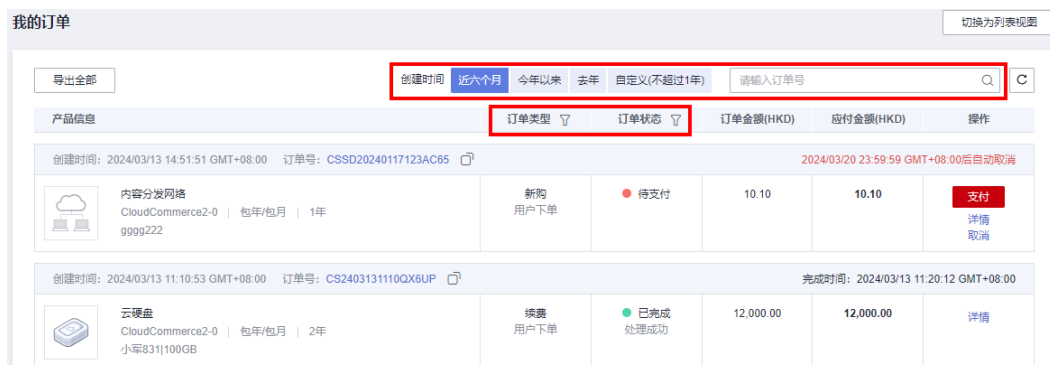 我的订单
切换为列表视图
导出全部
创建时间 近六个月 今年以来 去年 自定义(不超过1年) 请输入订单号
产品信息 订单类型 订单状态 订单金额(HKD) 应付金额(HKD) 操作
创建时间：2024/03/13 14:51:51 GMT+08:00 订单号：CSSD20240117123AC65 2024/03/20 23:59:59 GMT+08:00后自动取消
内容分发网络 新购 待支付 10.10 10.10 支付
CloudCommerce2-0 | 包年/包月 | 1年 用户下单 详情
gggg222 取消
创建时间：2024/03/13 11:10:53 GMT+08:00 订单号：CS2403131110QX6UP 完成时间：2024/03/13 11:20:12 GMT+08:00
云硬盘 续费 已完成 12,000.00 12,000.00 详情
CloudCommerce2-0 | 包年/包月 | 2年 用户下单 处理成功
小军831|100GB